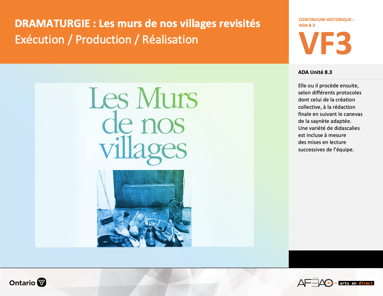 DRAMATURGIE : Les murs de nos villages revisités
Exécution / Production / Réalisation
CONTINUUM HISTORIQUE :
ADA 8.3
VF3
ADA Unité 8.3
Elle ou il procède ensuite,
selon différents protocoles
dont celui de la création
collective, à la rédaction
finale en suivant le canevas
de la saynète adaptée.
Une variété de didascalies
est incluse à mesure
des mises en lecture
successives de l'équipe.
Les Murs
de nos
villages
Ontario
AFEAO
arts en direct